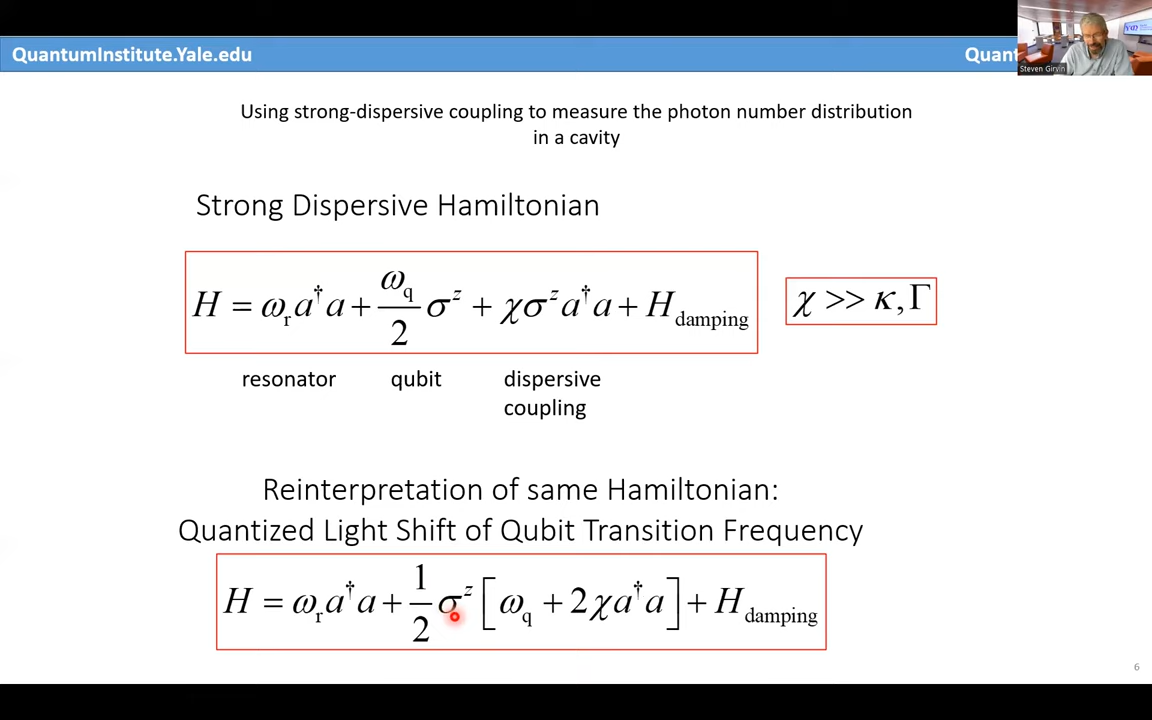 QuantumInstitute.Yale.edu
Quant
Steven Girvin
Using strong-dispersive coupling to measure the photon number distribution
in a cavity
Strong Dispersive Hamiltonian
H = ω_r a†a + ω_q/2 σ^z + χσ^z a†a + H_damping
χ >> κ, Γ
resonator qubit dispersive
coupling
Reinterpretation of same Hamiltonian:
Quantized Light Shift of Qubit Transition Frequency
H = ω_r a†a + 1/2 σ^z [ω_q + 2χa†a] + H_damping
6